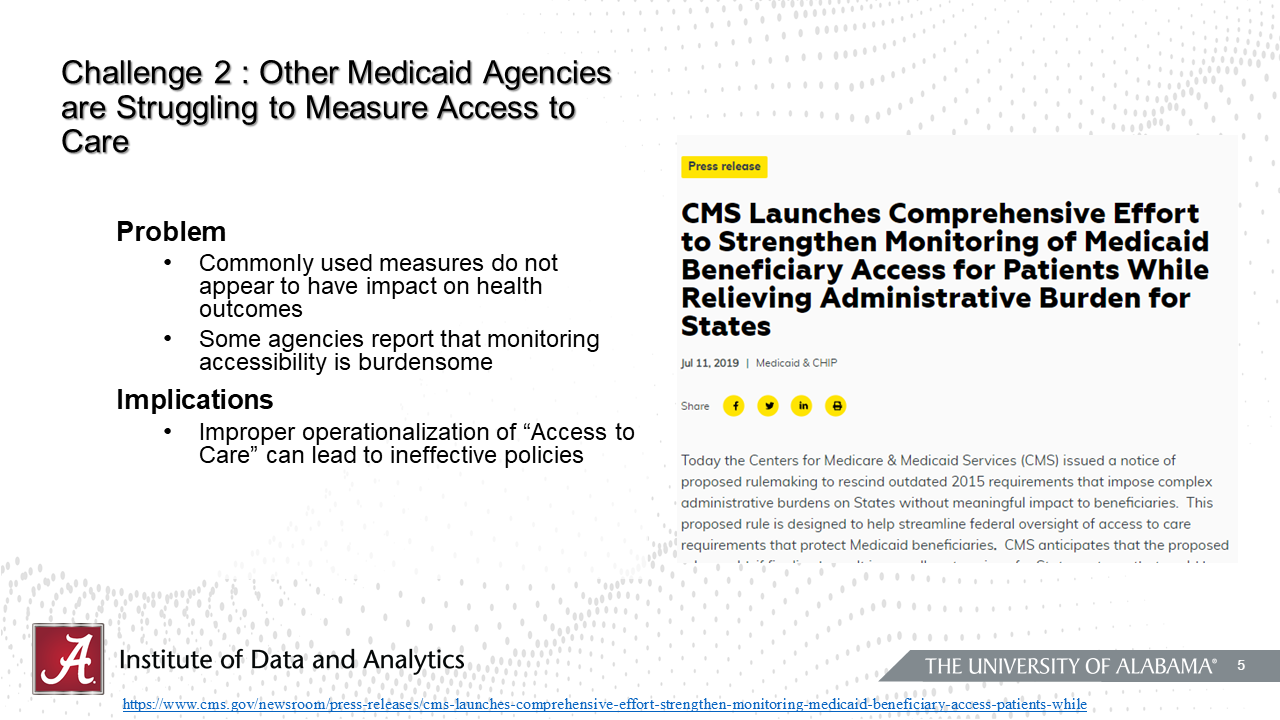 Challenge 2 : Other Medicaid Agencies
are Struggling to Measure Access to
Care
Problem
• Commonly used measures do not
appear to have impact on health
outcomes
• Some agencies report that monitoring
accessibility is burdensome
Implications
• Improper operationalization of “Access to
Care” can lead to ineffective policies
Press release
CMS Launches Comprehensive Effort
to Strengthen Monitoring of Medicaid
Beneficiary Access for Patients While
Relieving Administrative Burden for
States
Jul 11, 2019 | Medicaid & CHIP
Share
Today the Centers for Medicare & Medicaid Services (CMS) issued a notice of
proposed rulemaking to rescind outdated 2015 requirements that impose complex
administrative burdens on States without meaningful impact to beneficiaries. This
proposed rule is designed to help streamline federal oversight of access to care
requirements that protect Medicaid beneficiaries. CMS anticipates that the proposed
A
Institute of Data and Analytics
THE UNIVERSITY OF ALABAMA®
5
https://www.cms.gov/newsroom/press-releases/cms-launches-comprehensive-effort-strengthen-monitoring-medicaid-beneficiary-access-patients-while